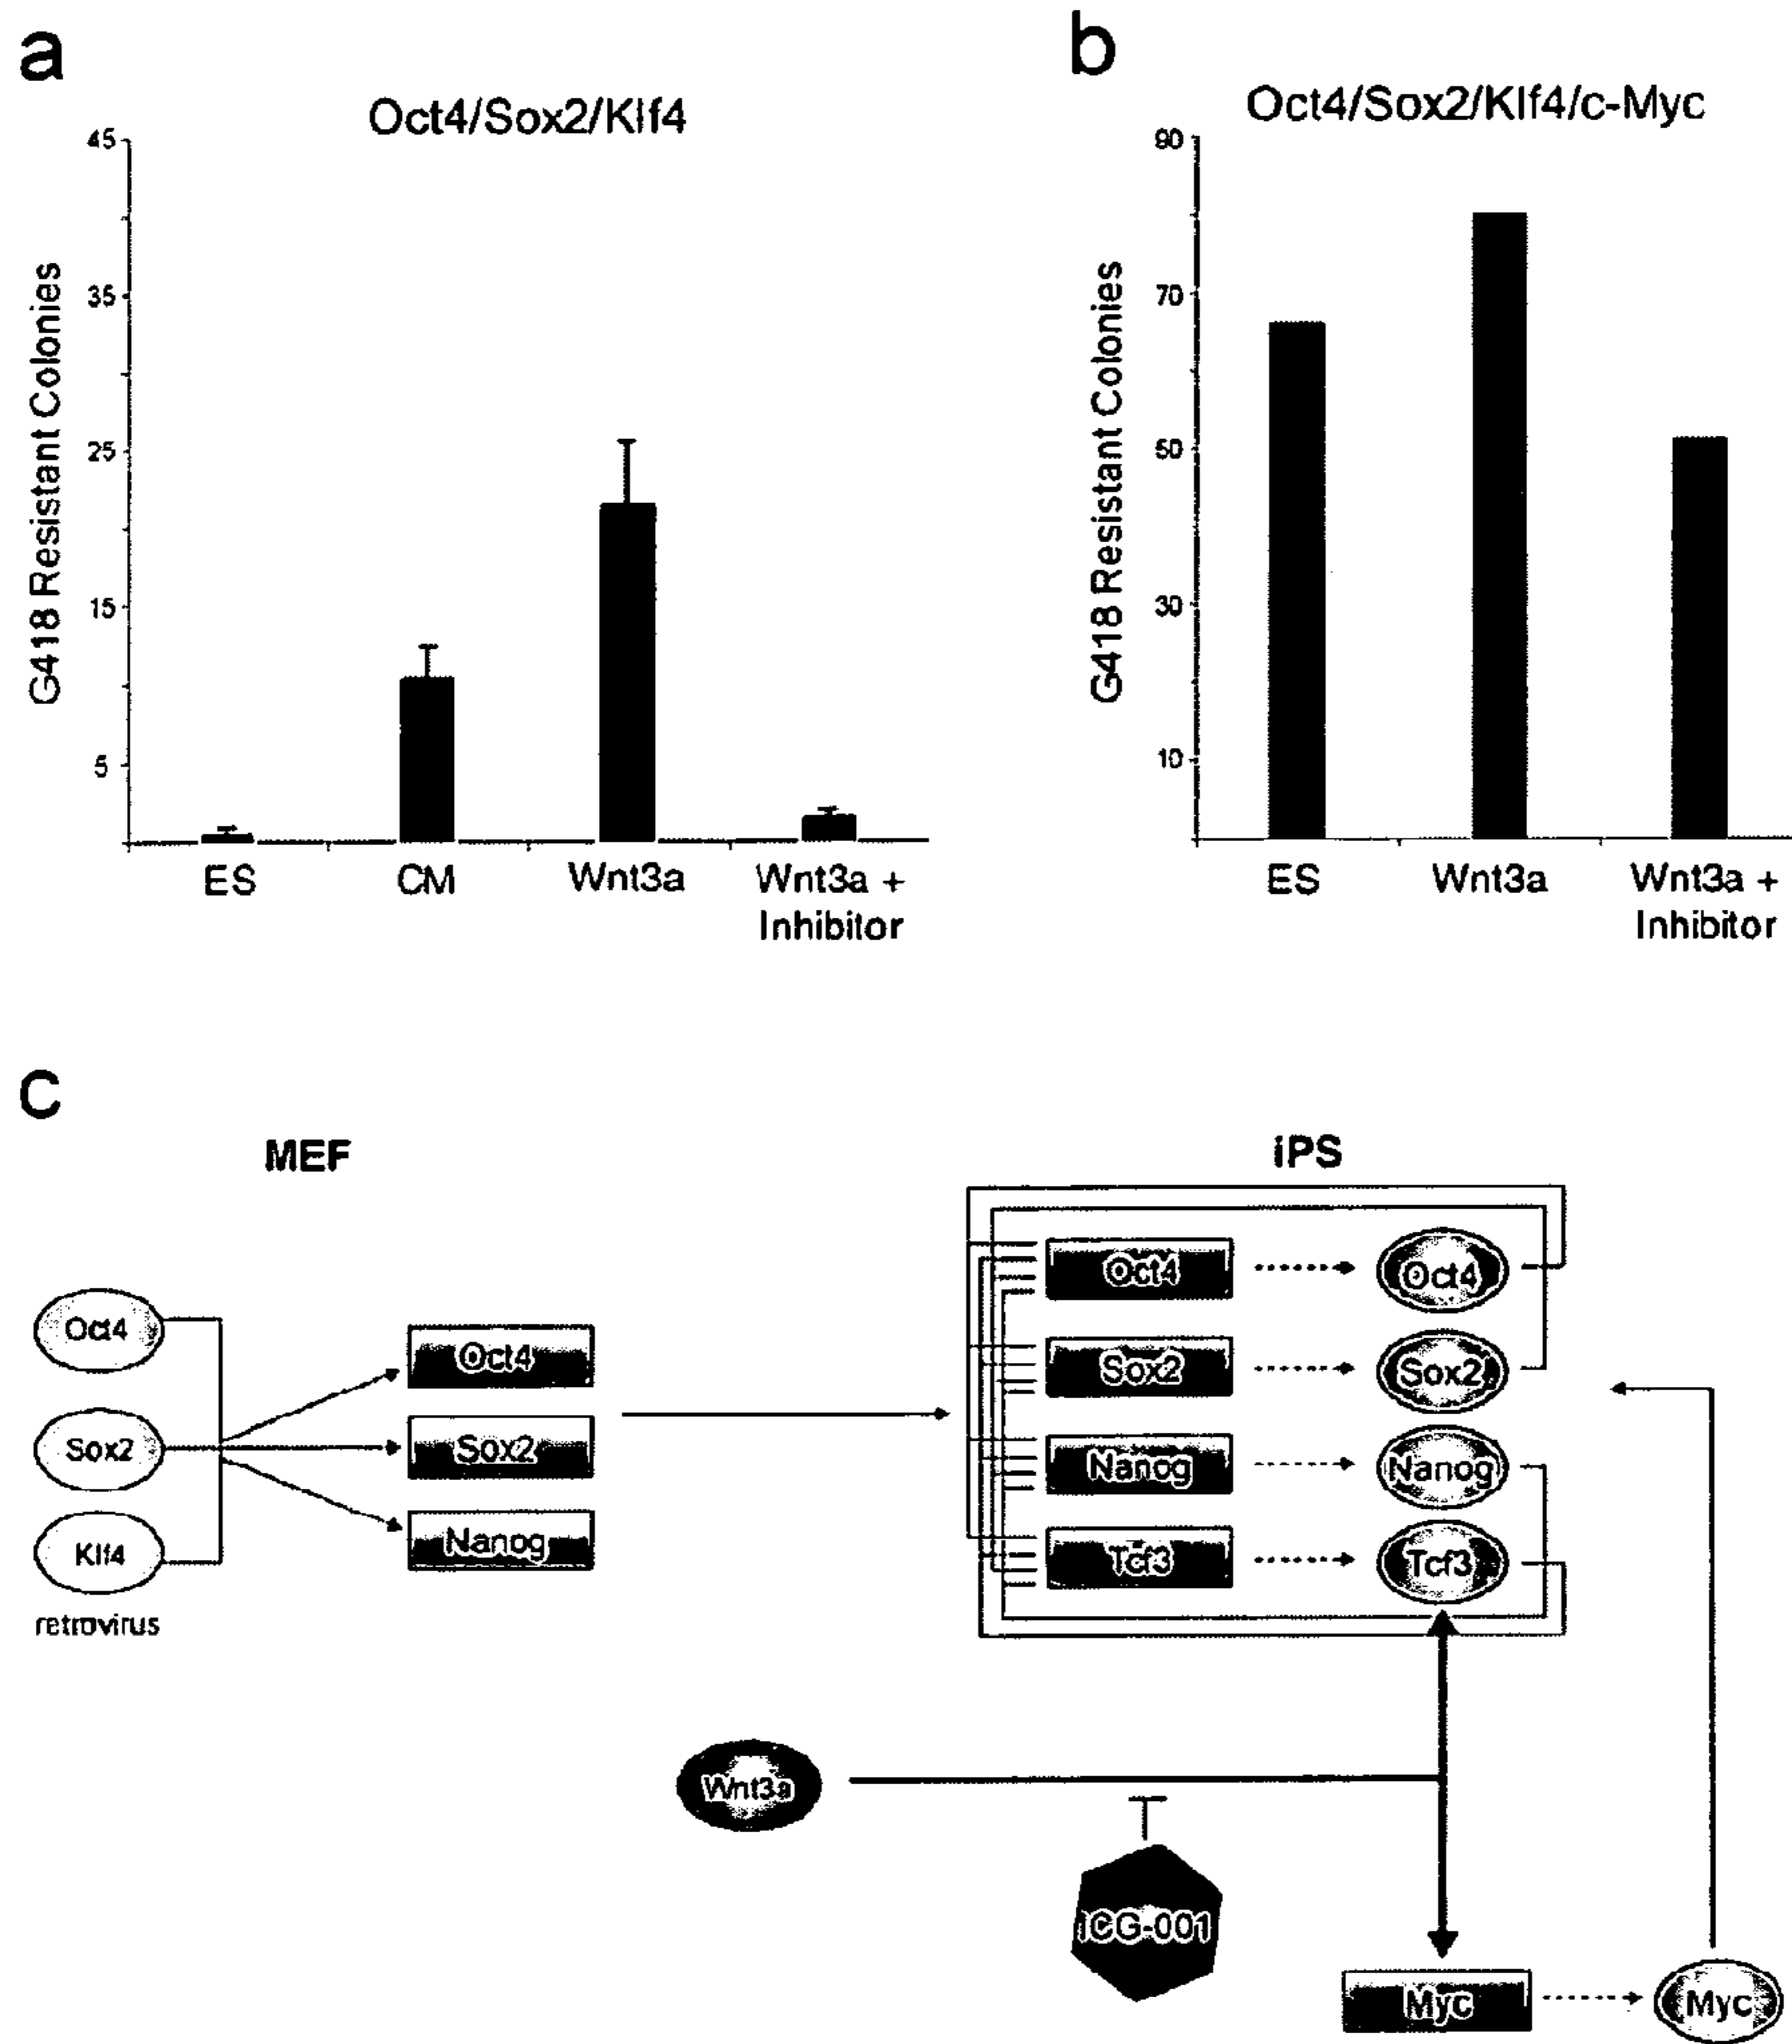 a
Oct4/Sox2/Klf4
G418 Resistant Colonies
45
35
25
15
5
ES
CM
Wnt3a
Wnt3a +
Inhibitor
b
Oct4/Sox2/Klf4/c-Myc
G418 Resistant Colonies
90
70
50
30
10
ES
Wnt3a
Wnt3a +
Inhibitor
c
MEF
iPS
Oct4
Sox2
Klf4
retrovirus
Oct4
Sox2
Nanog
Oct4
Oct4
Sox2
Sox2
Nanog
Nanog
Tcf3
Tcf3
Wnt3a
ICG-001
Myc
Myc